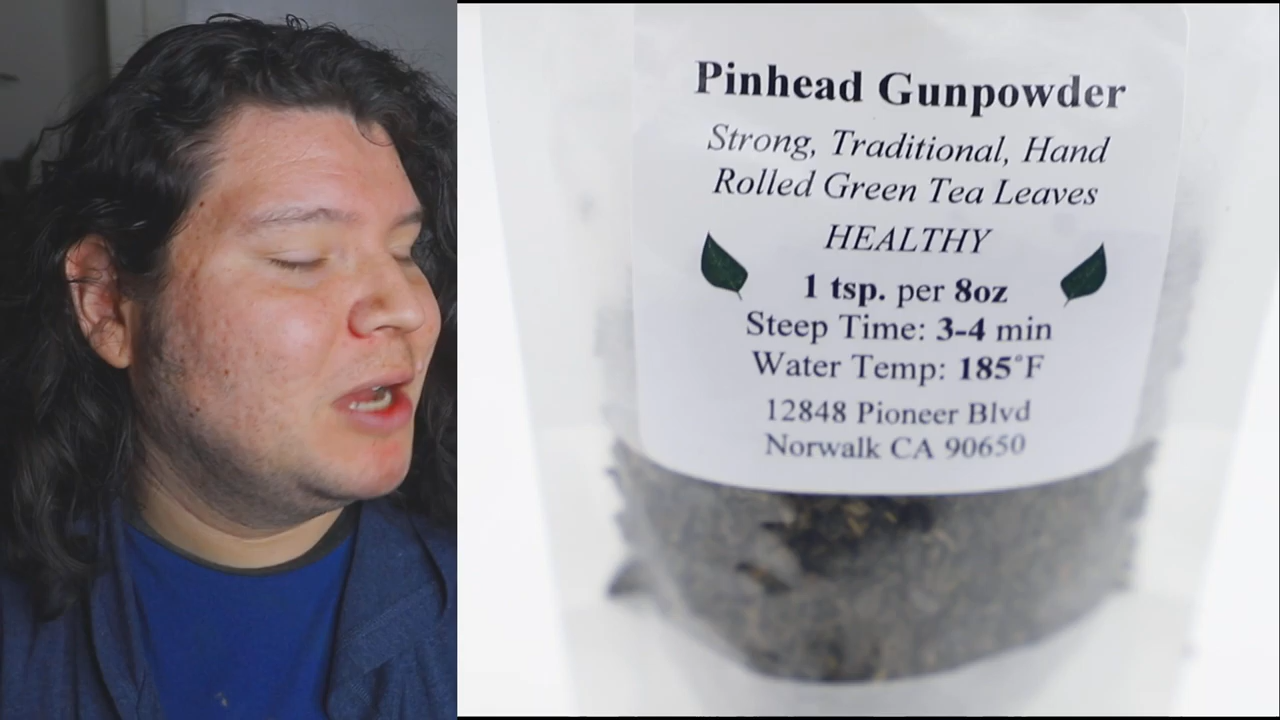 Pinhead Gunpowder
Strong, Traditional, Hand
Rolled Green Tea Leaves
HEALTHY
1 tsp. per 8oz
Steep Time: 3-4 min
Water Temp: 185°F
12848 Pioneer Blvd
Norwalk CA 90650